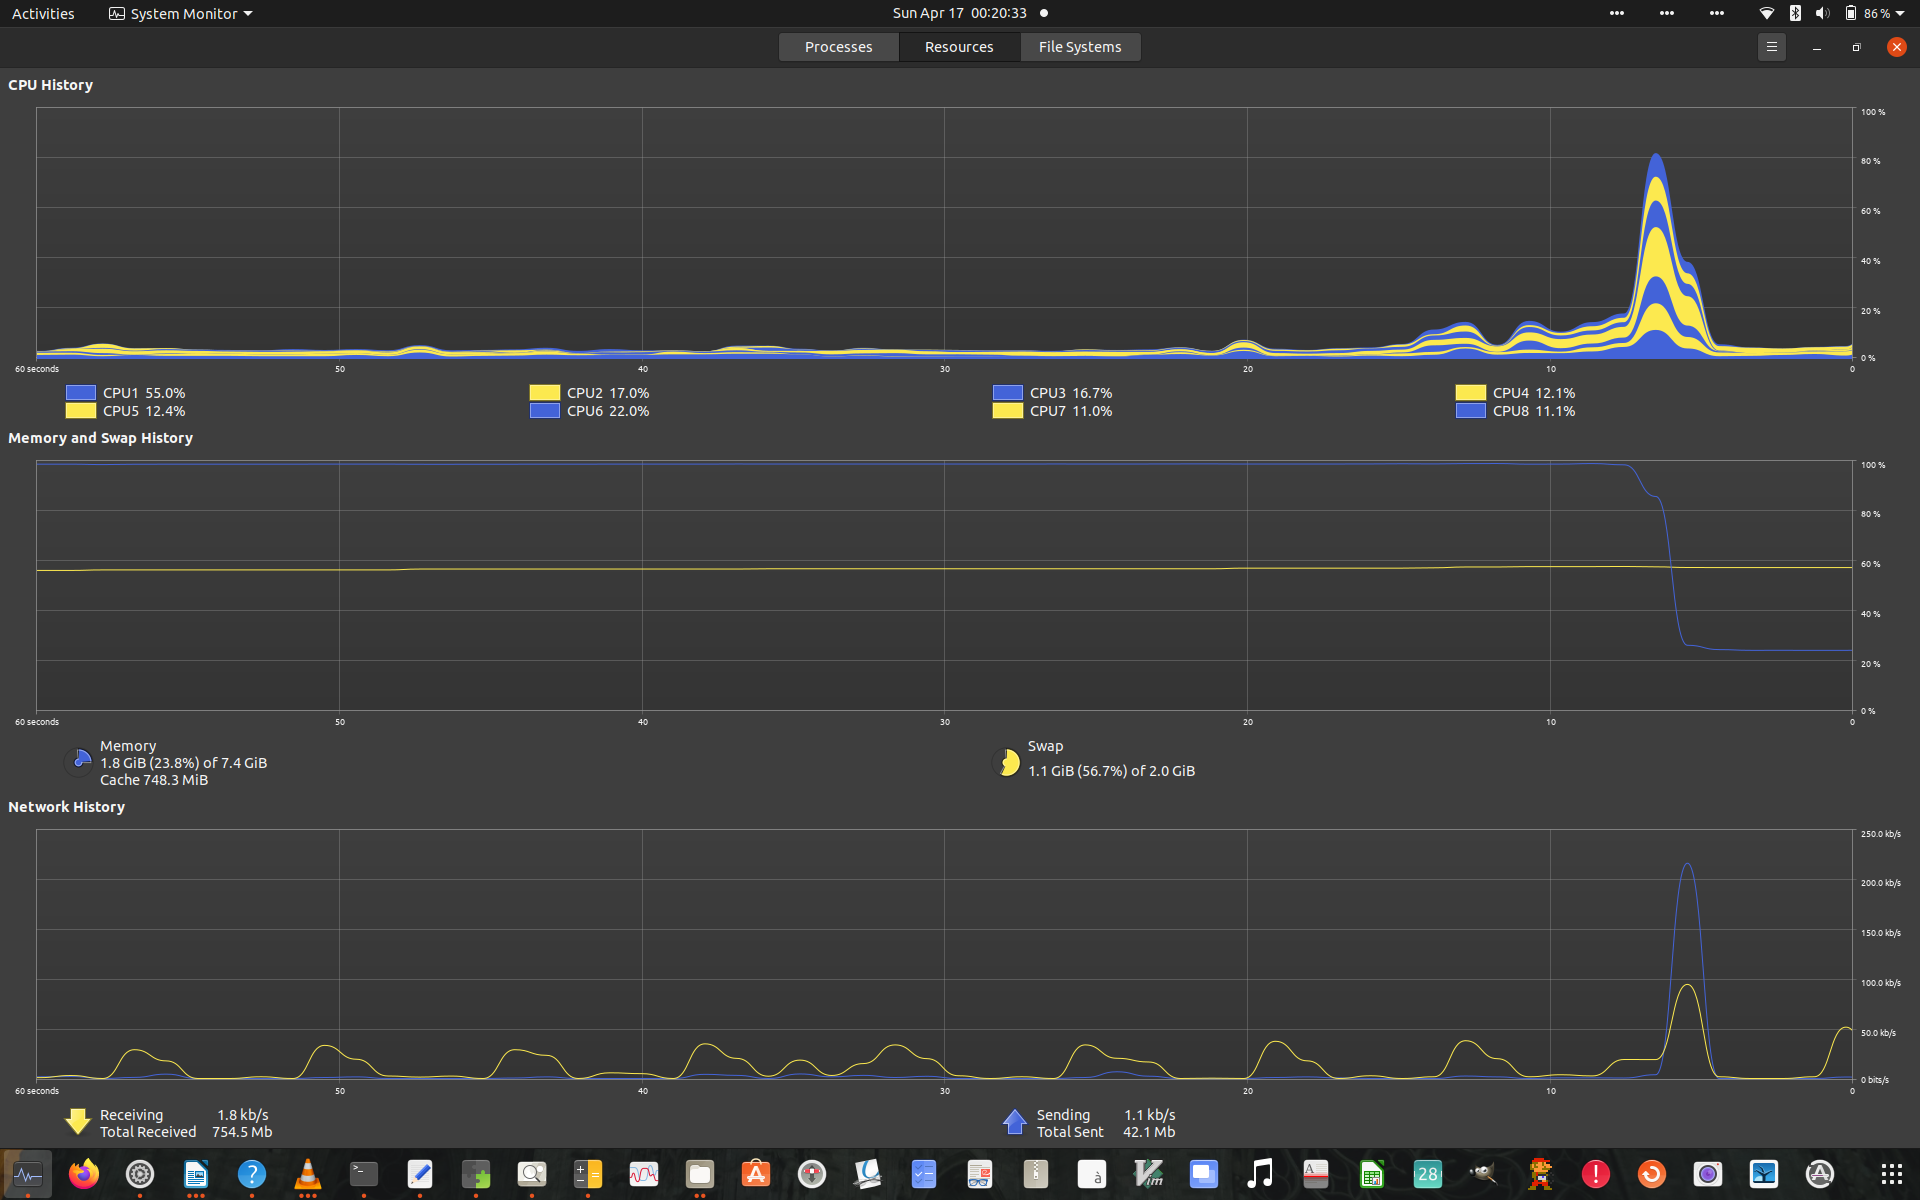 Activities System Monitor Sun Apr 17 00:20:33 86 %
Processes Resources File Systems
CPU History
100 %
80 %
60 %
40 %
20 %
0 %
60 seconds 50 40 30 20 10 0
CPU1 55.0% CPU2 17.0% CPU3 16.7% CPU4 12.1%
CPU5 12.4% CPU6 22.0% CPU7 11.0% CPU8 11.1%
Memory and Swap History
100 %
80 %
60 %
40 %
20 %
0 %
60 seconds 50 40 30 20 10 0
Memory
1.8 GiB (23.8%) of 7.4 GiB
Cache 748.3 MiB
Swap
1.1 GiB (56.7%) of 2.0 GiB
Network History
250.0 kb/s
200.0 kb/s
150.0 kb/s
100.0 kb/s
50.0 kb/s
0 bits/s
60 seconds 50 40 30 20 10 0
Receiving 1.8 kb/s Sending 1.1 kb/s
Total Received 754.5 Mb Total Sent 42.1 Mb
? >_ à Vim A 28 !